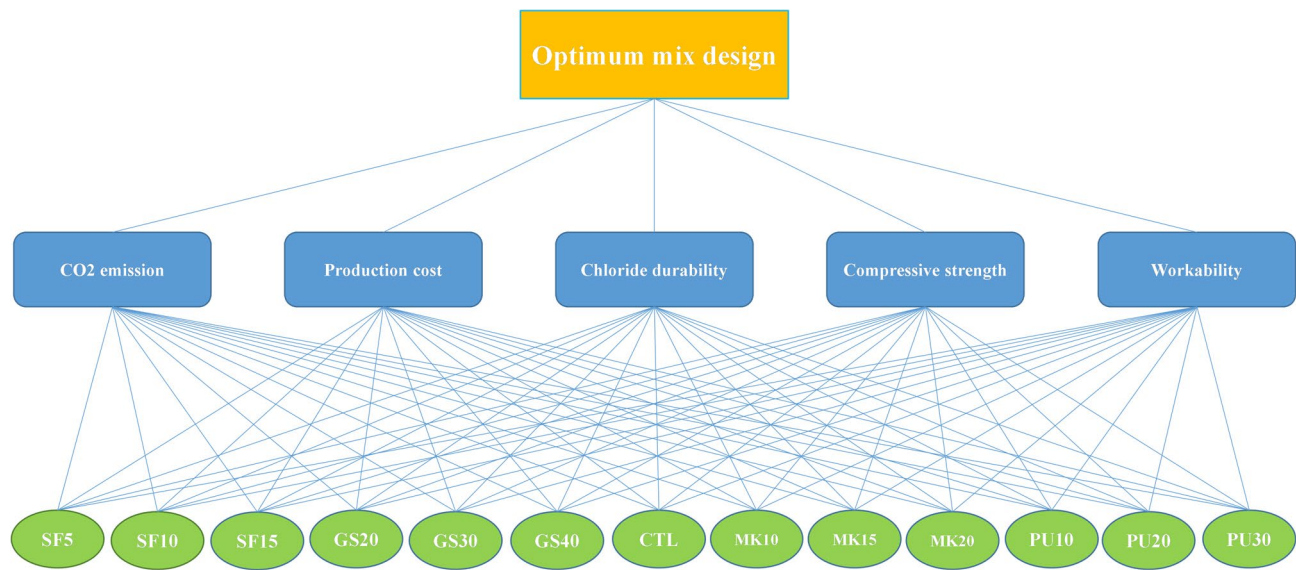 Optimum mix design
CO2 emission
Production cost
Chloride durability
Compressive strength
Workability
SF5
SF10
SF15
GS20
GS30
GS40
CTL
MK10
MK15
MK20
PU10
PU20
PU30